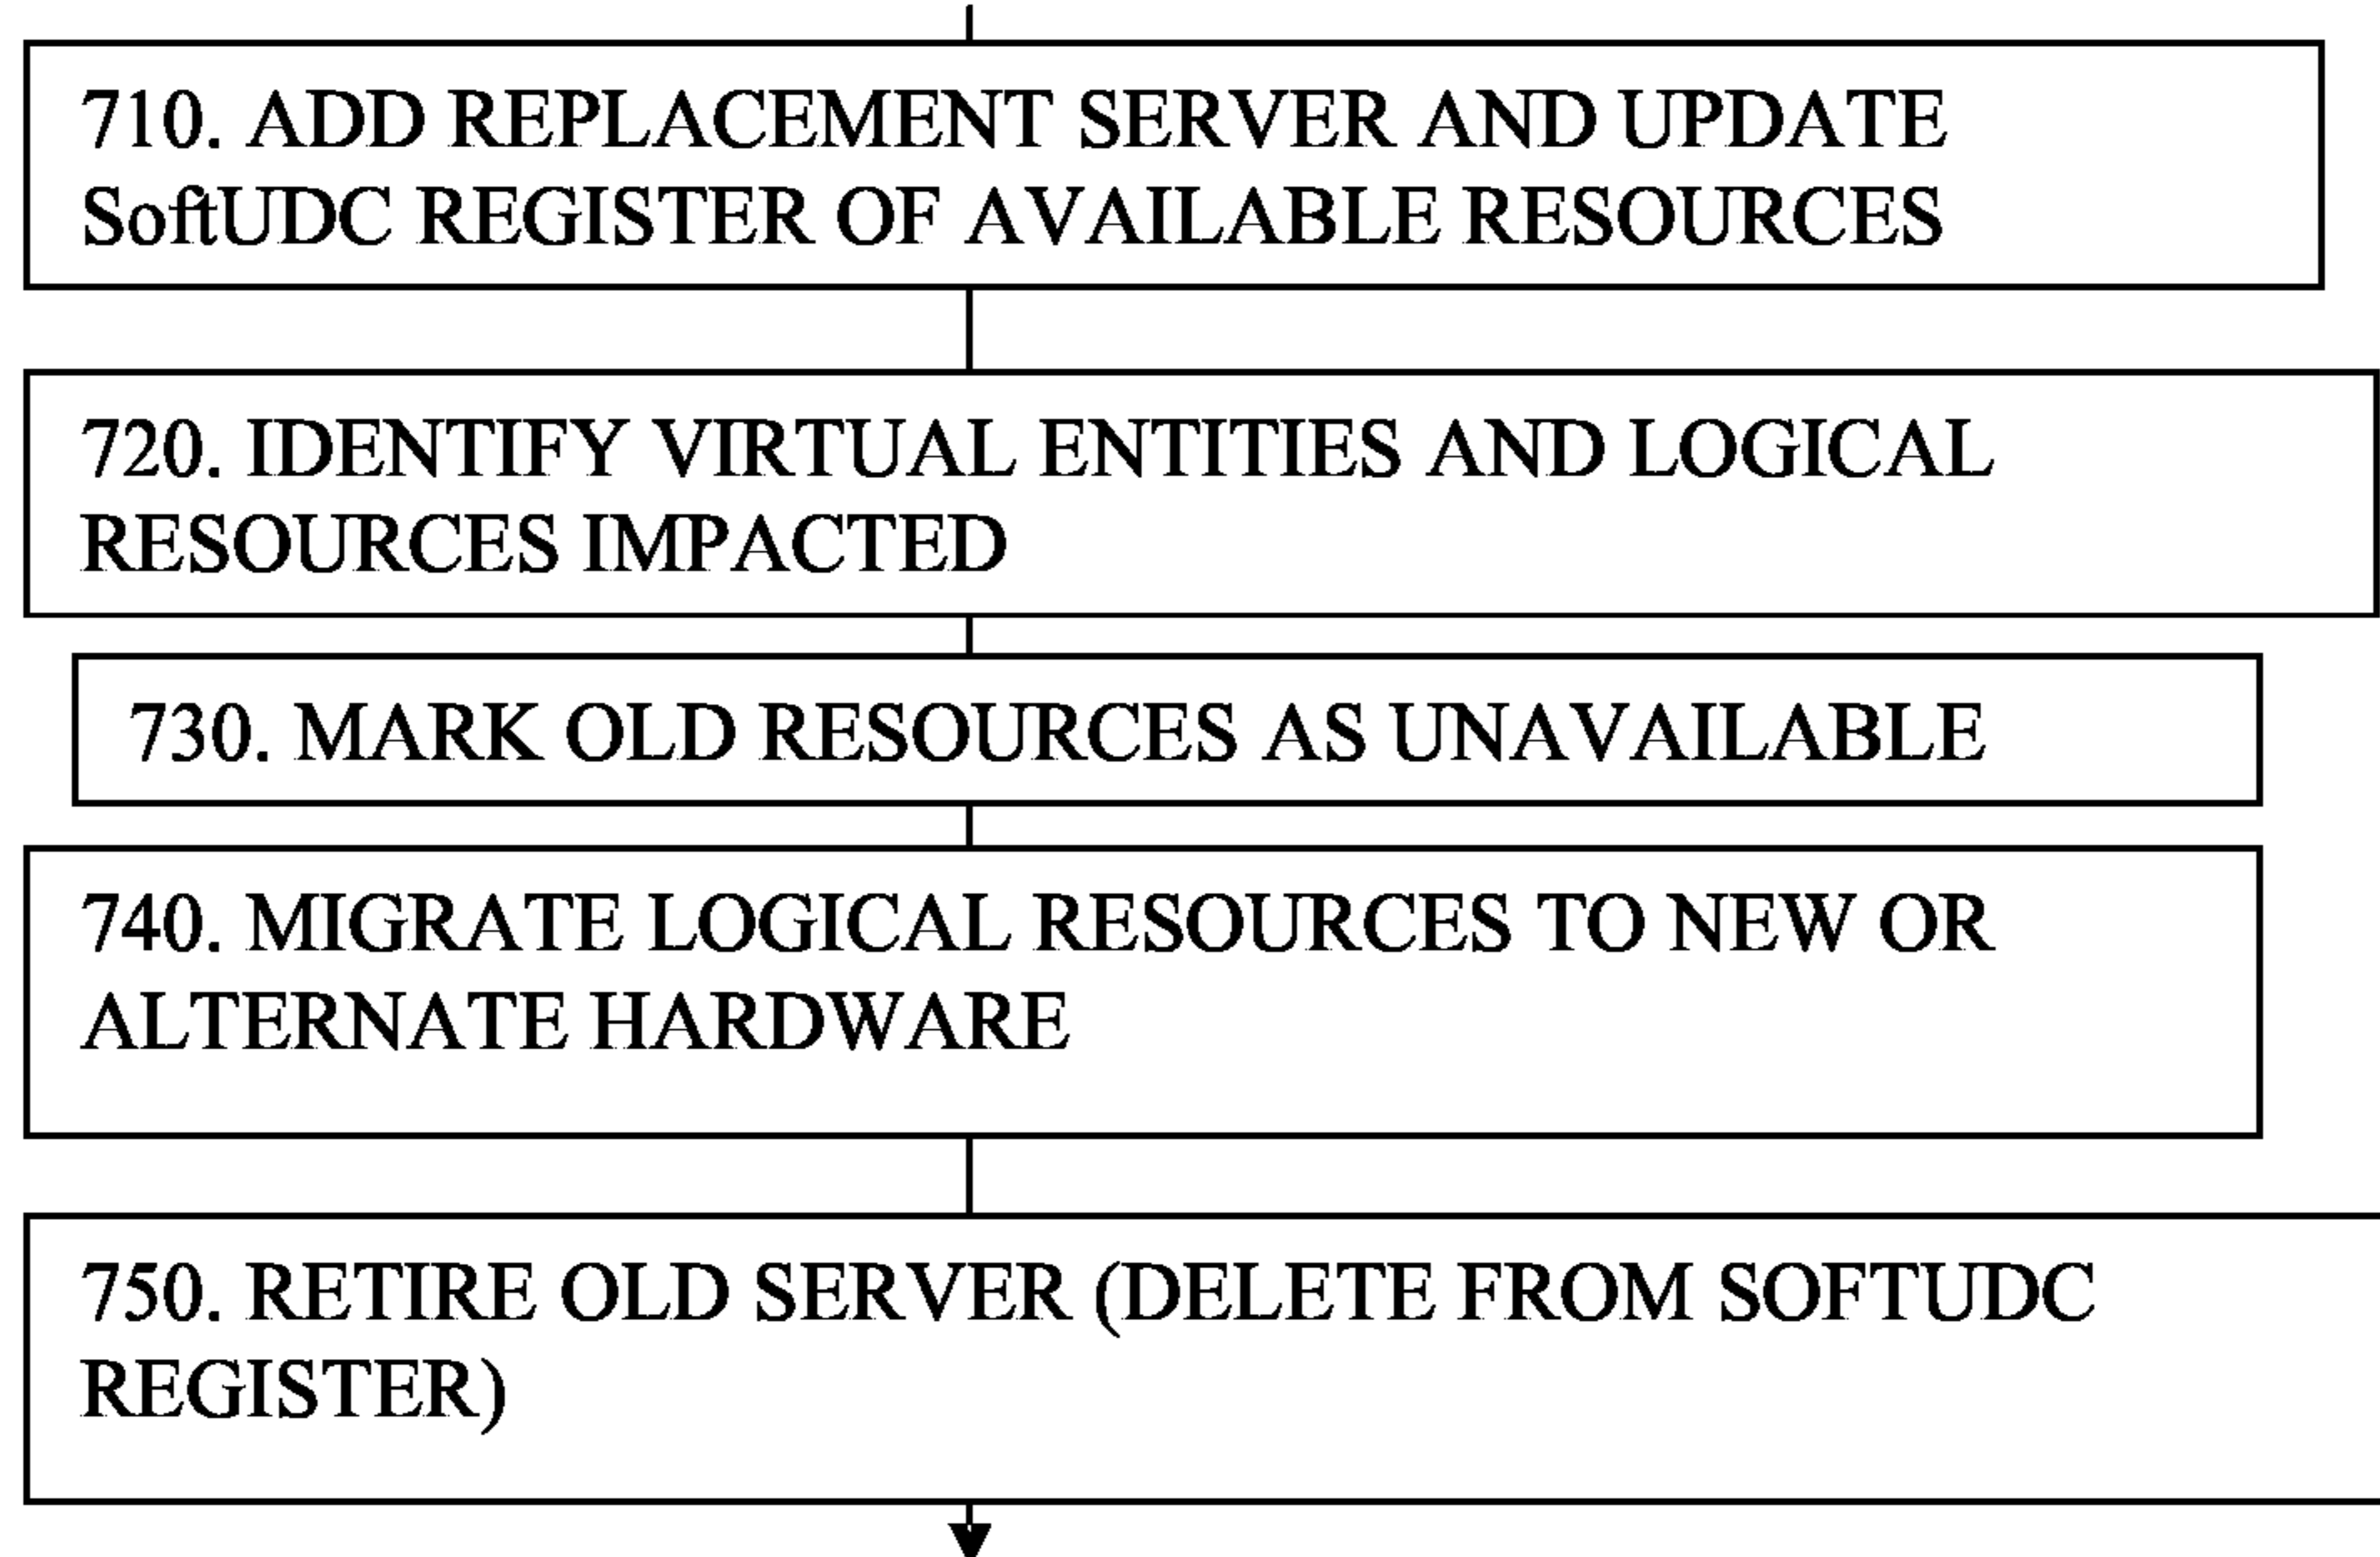 710. ADD REPLACEMENT SERVER AND UPDATE
SoftUDC REGISTER OF AVAILABLE RESOURCES
720. IDENTIFY VIRTUAL ENTITIES AND LOGICAL
RESOURCES IMPACTED
730. MARK OLD RESOURCES AS UNAVAILABLE
740. MIGRATE LOGICAL RESOURCES TO NEW OR
ALTERNATE HARDWARE
750. RETIRE OLD SERVER (DELETE FROM SOFTUDC
REGISTER)